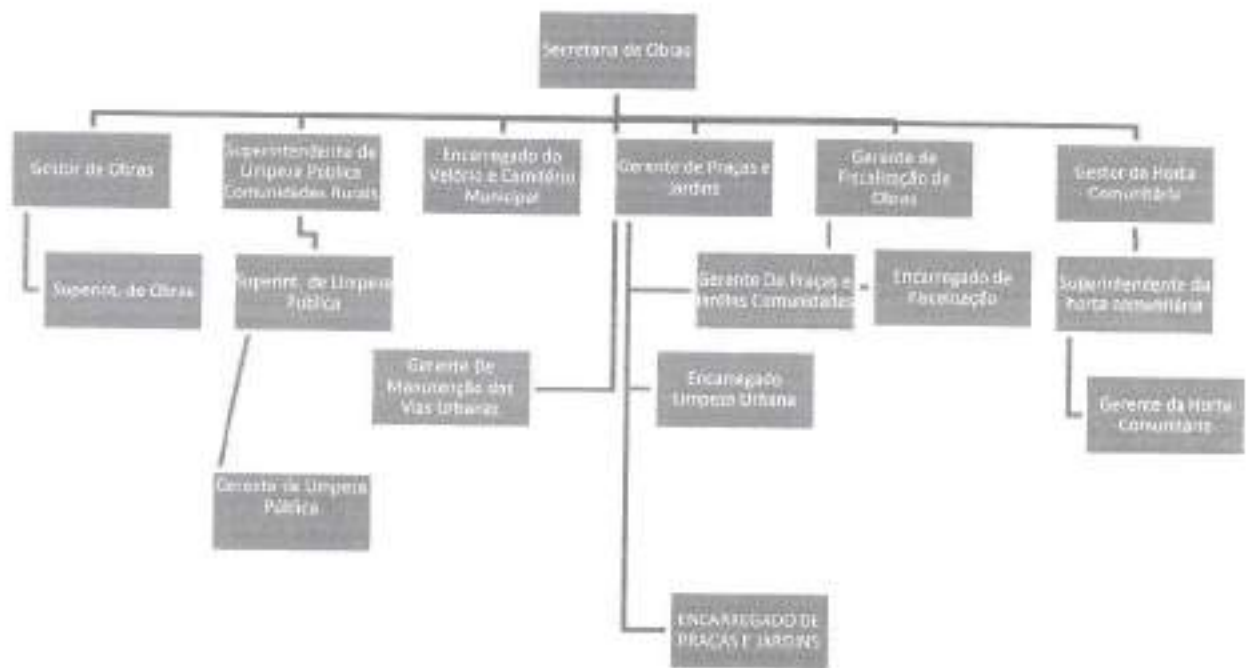 Secretaria de Obras
Gestor de Obras
Superintendente de
Limpeza Pública
Comunidades Rurais
Encarregado do
Velório e Cemitério
Municipal
Gerente de Praças e
Jardins
Gerente de
Fiscalização de
Obras
Gestor da Horta
Comunitária
Superint. de Obras
Superint. de Limpeza
Pública
Gerente De Praças e
Jardins Comunidades
Encarregado de
Fiscalização
Superintendente da
horta comunitária
Gerente De
Manutenção das
Vias Urbanas
Encarregado
Limpeza Urbana
Gerente da Horta
Comunitária
Gerente de Limpeza
Pública
ENCARREGADO DE
PRAÇAS E JARDINS